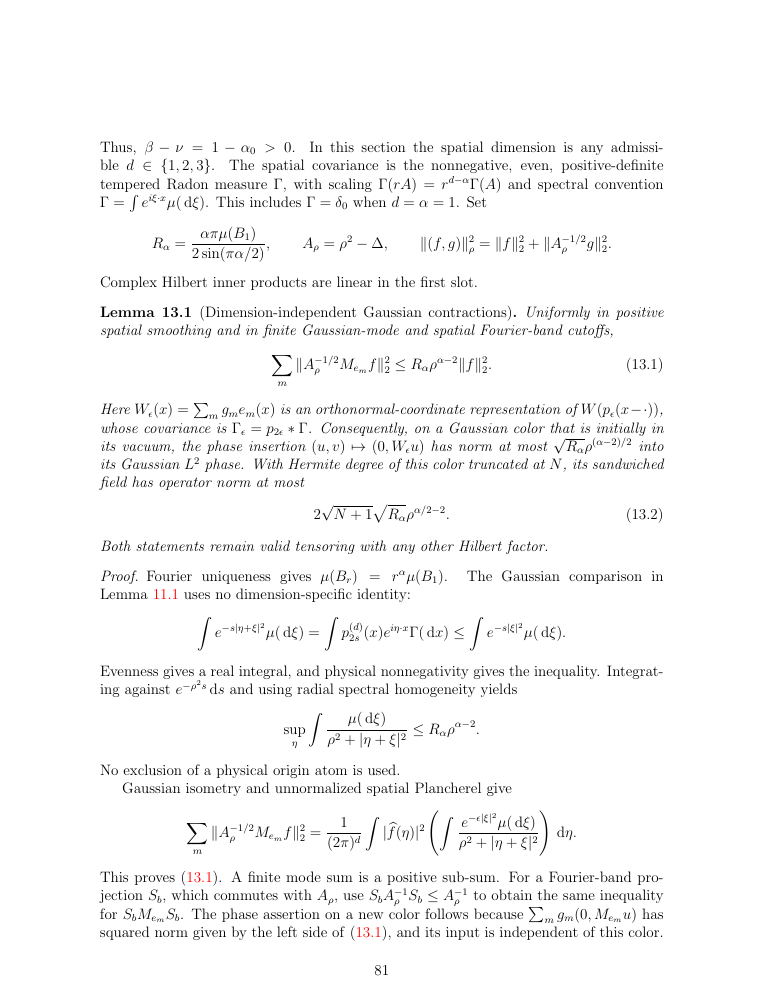 Thus, β − ν = 1 − α₀ > 0. In this section the spatial dimension is any admissi-
ble d ∈ {1, 2, 3}. The spatial covariance is the nonnegative, even, positive-definite
tempered Radon measure Γ, with scaling Γ(rA) = r^{d−α}Γ(A) and spectral convention
Γ = ∫ e^{iξ·x}μ( dξ). This includes Γ = δ₀ when d = α = 1. Set
R_α = απμ(B₁) / 2 sin(πα/2), A_ρ = ρ² − Δ, ‖(f, g)‖²_ρ = ‖f‖²₂ + ‖A_ρ^{−1/2}g‖²₂.
Complex Hilbert inner products are linear in the first slot.
Lemma 13.1 (Dimension-independent Gaussian contractions). Uniformly in positive
spatial smoothing and in finite Gaussian-mode and spatial Fourier-band cutoffs,
∑_m ‖A_ρ^{−1/2}M_{e_m}f‖²₂ ≤ R_αρ^{α−2}‖f‖²₂. (13.1)
Here W_ϵ(x) = ∑_m g_m e_m(x) is an orthonormal-coordinate representation of W(p_ϵ(x−·)),
whose covariance is Γ_ϵ = p_{2ϵ} ∗ Γ. Consequently, on a Gaussian color that is initially in
its vacuum, the phase insertion (u, v) ↦ (0, W_ϵu) has norm at most √R_α ρ^{(α−2)/2} into
its Gaussian L² phase. With Hermite degree of this color truncated at N, its sandwiched
field has operator norm at most
2√N + 1√R_α ρ^{α/2−2}. (13.2)
Both statements remain valid tensoring with any other Hilbert factor.
Proof. Fourier uniqueness gives μ(B_r) = r^αμ(B₁). The Gaussian comparison in
Lemma 11.1 uses no dimension-specific identity:
∫ e^{−s|η+ξ|²}μ( dξ) = ∫ p_{2s}^{(d)}(x)e^{iη·x}Γ( dx) ≤ ∫ e^{−s|ξ|²}μ( dξ).
Evenness gives a real integral, and physical nonnegativity gives the inequality. Integrat-
ing against e^{−ρ²s} ds and using radial spectral homogeneity yields
sup_η ∫ μ( dξ) / ρ² + |η + ξ|² ≤ R_αρ^{α−2}.
No exclusion of a physical origin atom is used.
Gaussian isometry and unnormalized spatial Plancherel give
∑_m ‖A_ρ^{−1/2}M_{e_m}f‖²₂ = 1 / (2π)^d ∫ |f̂(η)|² ( ∫ e^{−ϵ|ξ|²}μ( dξ) / ρ² + |η + ξ|² ) dη.
This proves (13.1). A finite mode sum is a positive sub-sum. For a Fourier-band pro-
jection S_b, which commutes with A_ρ, use S_bA_ρ^{−1}S_b ≤ A_ρ^{−1} to obtain the same inequality
for S_bM_{e_m}S_b. The phase assertion on a new color follows because ∑_m g_m(0, M_{e_m}u) has
squared norm given by the left side of (13.1), and its input is independent of this color.
81